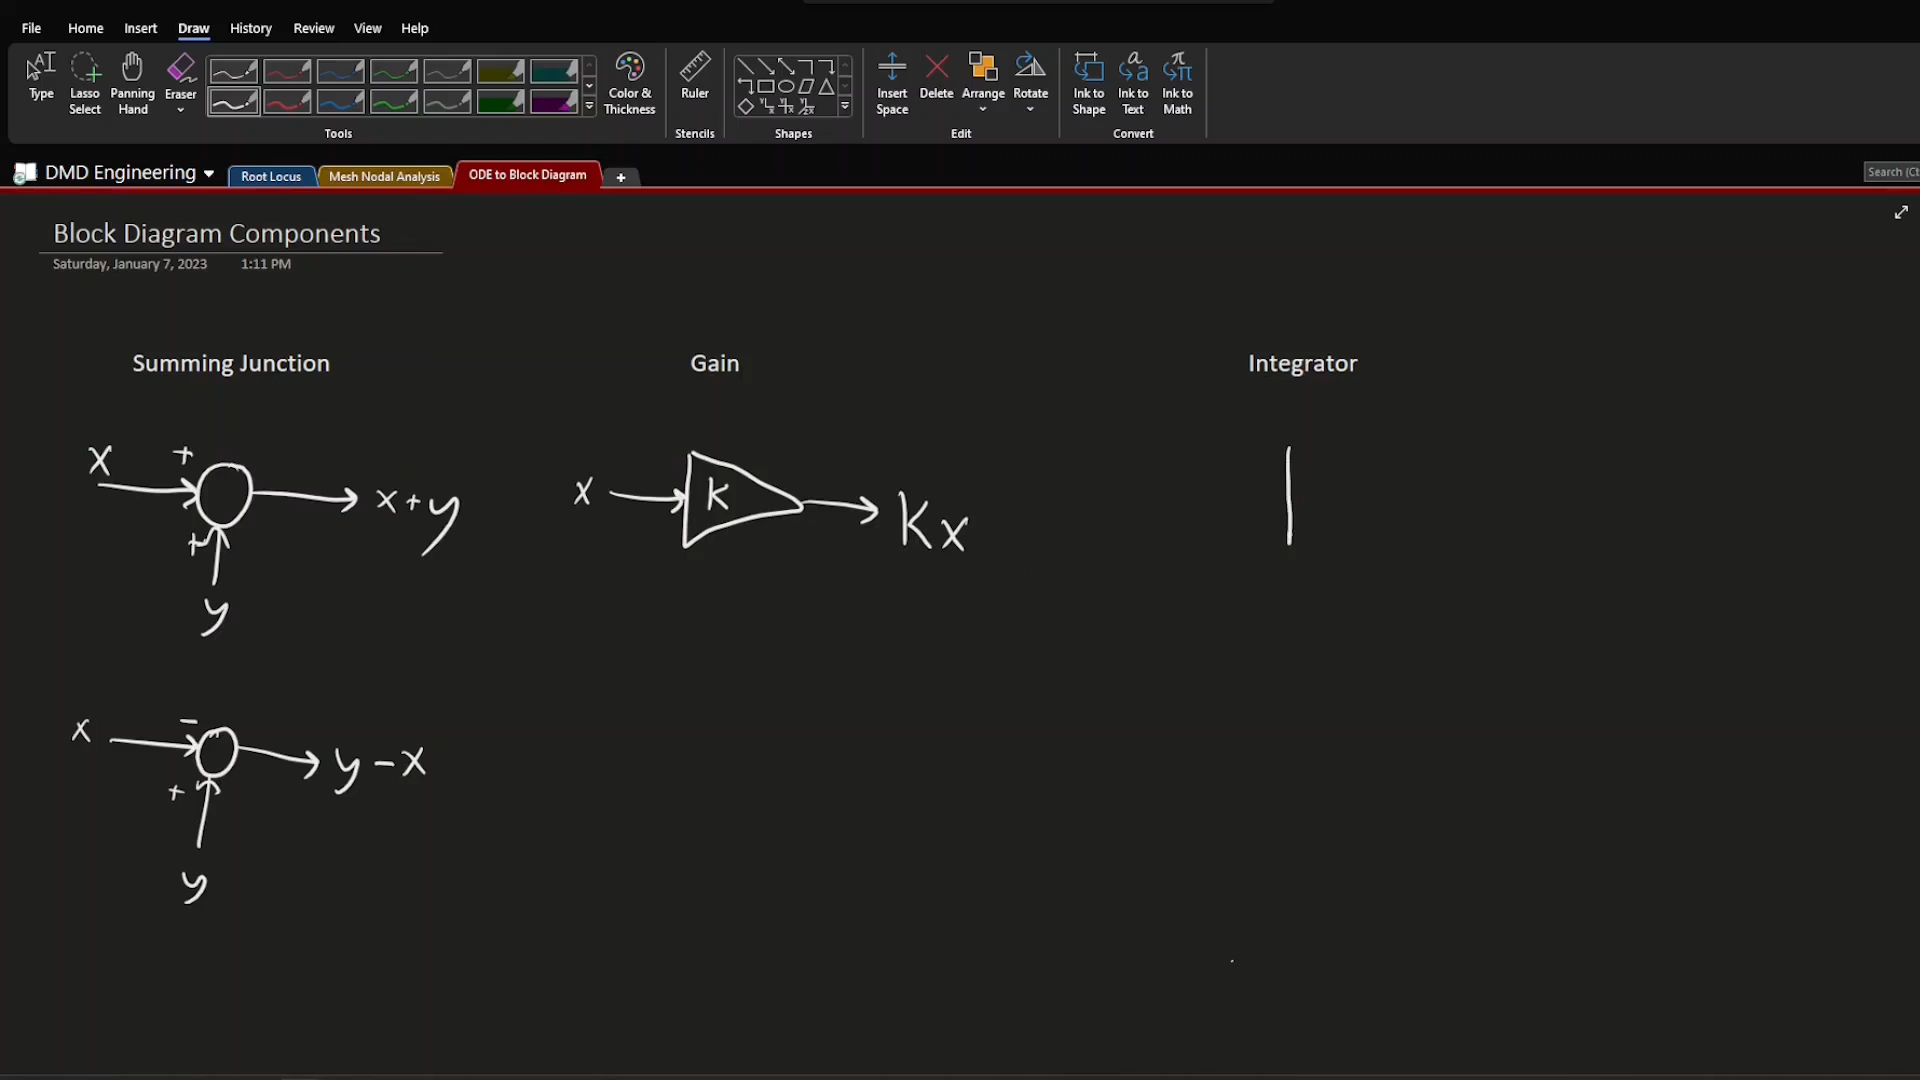 File Home Insert Draw History Review View Help
Type
Lasso Select
Panning Hand
Eraser
Color & Thickness
Ruler
Insert Space
Delete
Arrange
Rotate
Ink to Shape
Ink to Text
Ink to Math
Tools
Stencils
Shapes
Edit
Convert
DMD Engineering
Root Locus
Mesh Nodal Analysis
ODE to Block Diagram
+
Search (Ct
Block Diagram Components
Saturday, January 7, 2023 1:11 PM
Summing Junction
Gain
Integrator
x
+
x+y
+
y
x
K
Kx
x
-
y-x
+
y